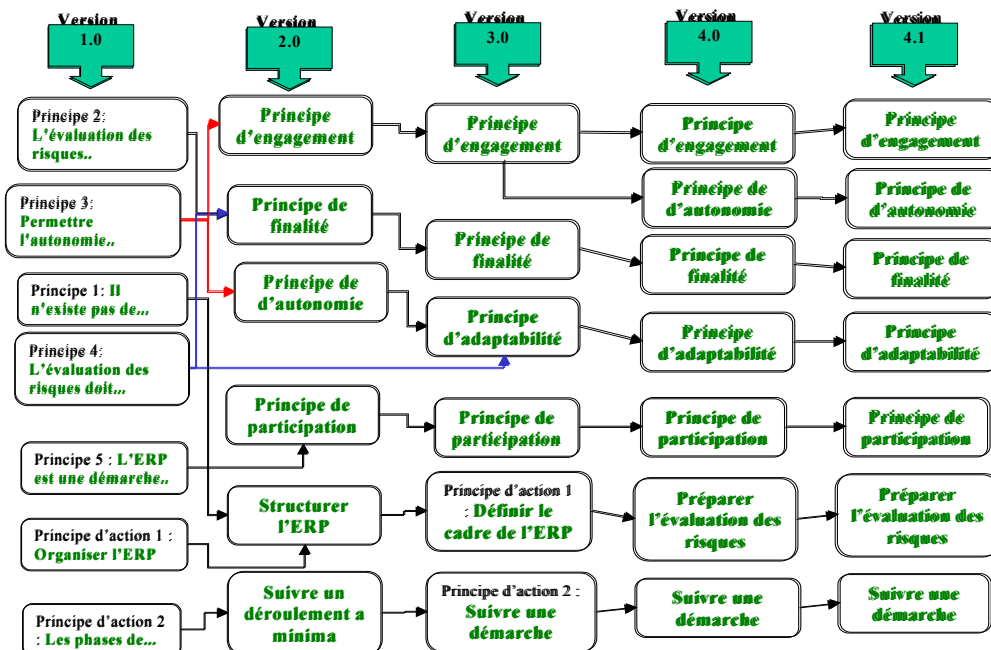 Version
1.0
Version
2.0
Version
3.0
Version
4.0
Version
4.1
Principe 2:
L'évaluation des
risques..
Principe 3:
Permettre
l'autonomie..
Principe 1: Il
n'existe pas de...
Principe 4:
L'évaluation des
risques doit...
Principe 5 : L'ERP
est une démarche..
Principe d'action 1 :
Organiser l'ERP
Principe d'action 2
: Les phases de...
Principe
d'engagement
Principe de
finalité
Principe de
d'autonomie
Principe de
participation
Structurer
l'ERP
Suivre un
déroulement a
minima
Principe
d'engagement
Principe de
finalité
Principe
d'adaptabilité
Principe de
participation
Principe d'action 1
: Définir le
cadre de l'ERP
Principe d'action 2 :
Suivre une
démarche
Principe
d'engagement
Principe de
d'autonomie
Principe de
finalité
Principe
d'adaptabilité
Principe de
participation
Préparer
l'évaluation des
risques
Suivre une
démarche
Principe
d'engagement
Principe de
d'autonomie
Principe de
finalité
Principe
d'adaptabilité
Principe de
participation
Préparer
l'évaluation des
risques
Suivre une
démarche